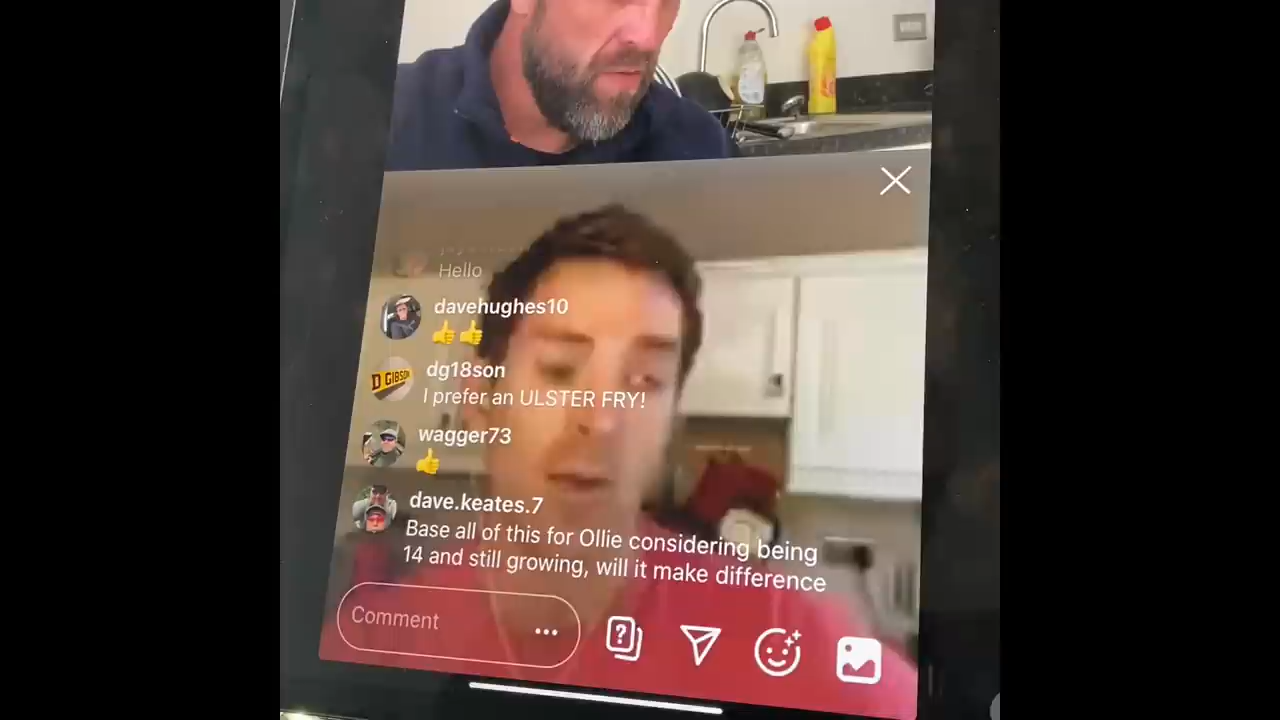 Hello
davehughes10
👍👍
dg18son
D GIBSON
I prefer an ULSTER FRY!
wagger73
👍
dave.keates.7
Base all of this for Ollie considering being
14 and still growing, will it make difference
Comment